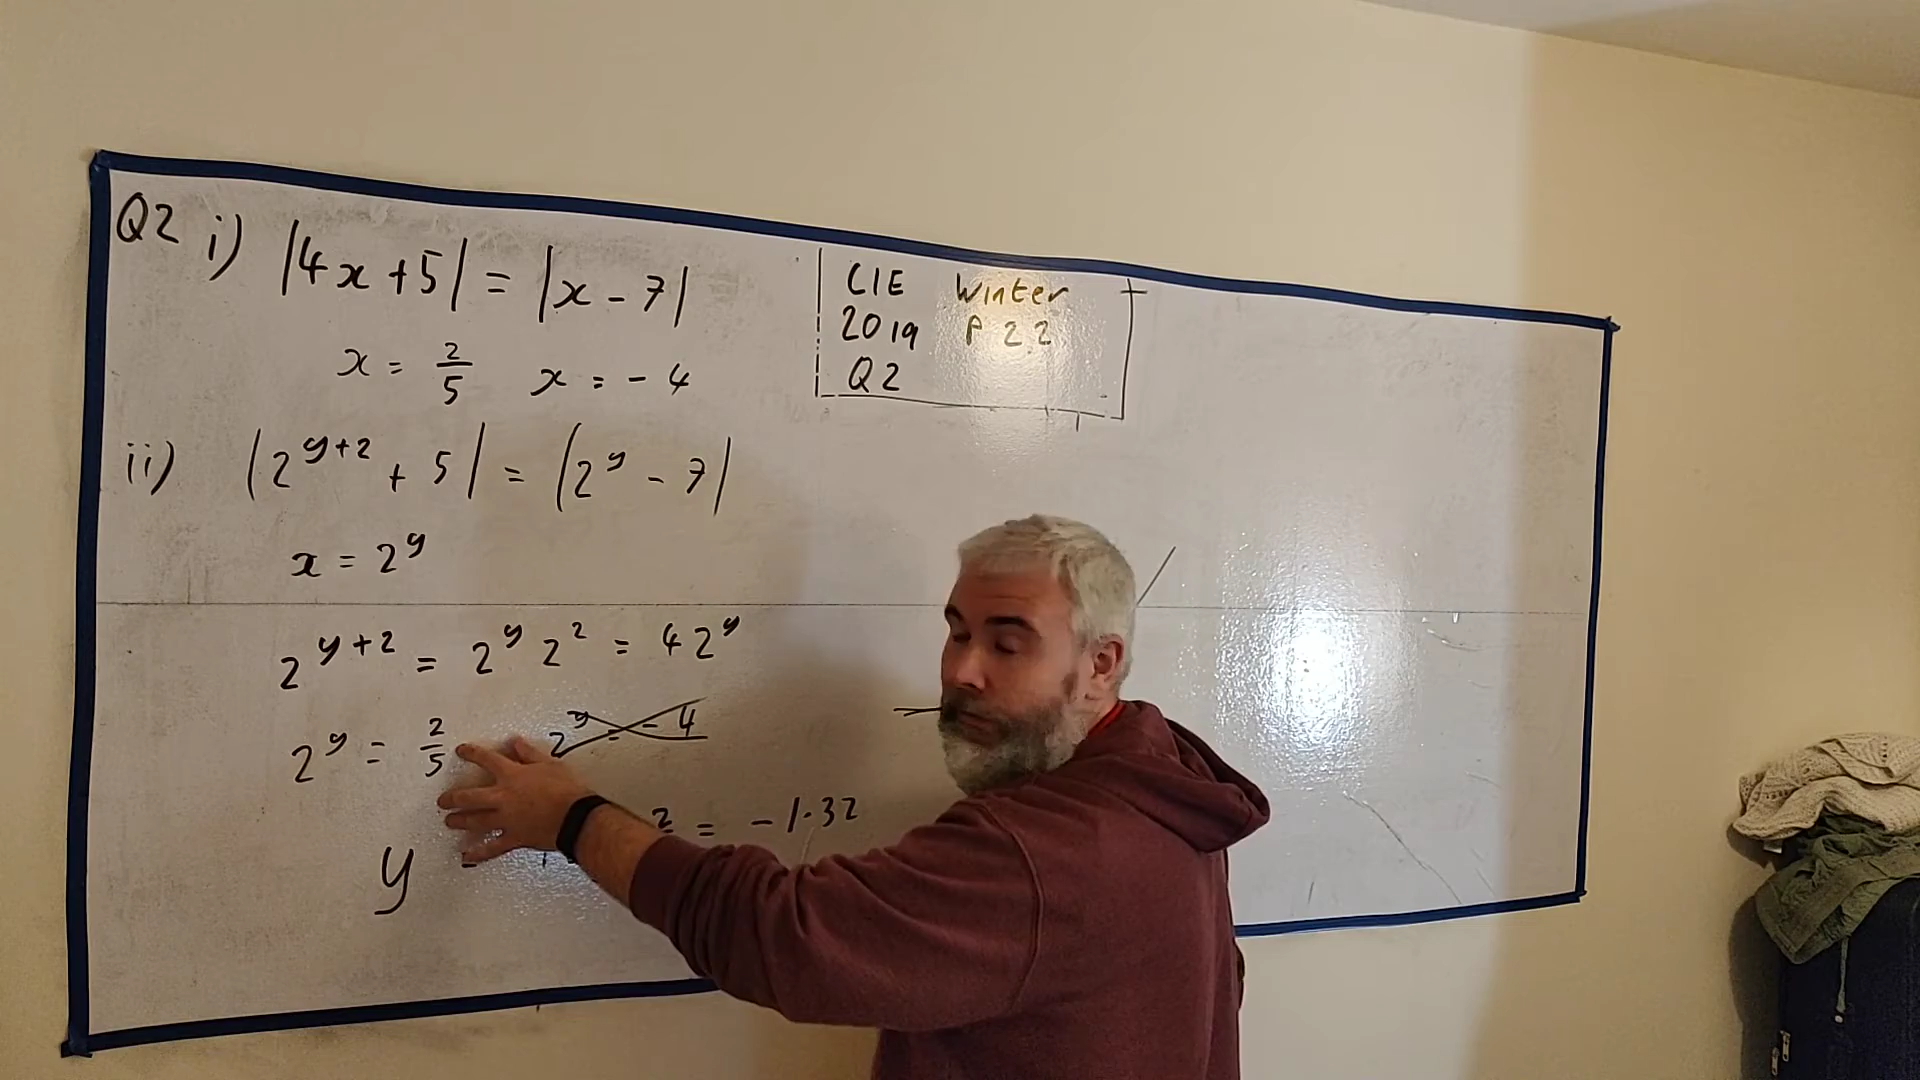 Q2 i) |4x + 5| = |x - 7|
x = 2/5 x = - 4
CIE Winter
2019 P22
Q2
ii) |2^(y+2) + 5| = |2^y - 7|
x = 2^y
2^(y+2) = 2^y 2^2 = 4 2^y
2^y = 2/5 2^y = - 4
y = 2 = - 1.32